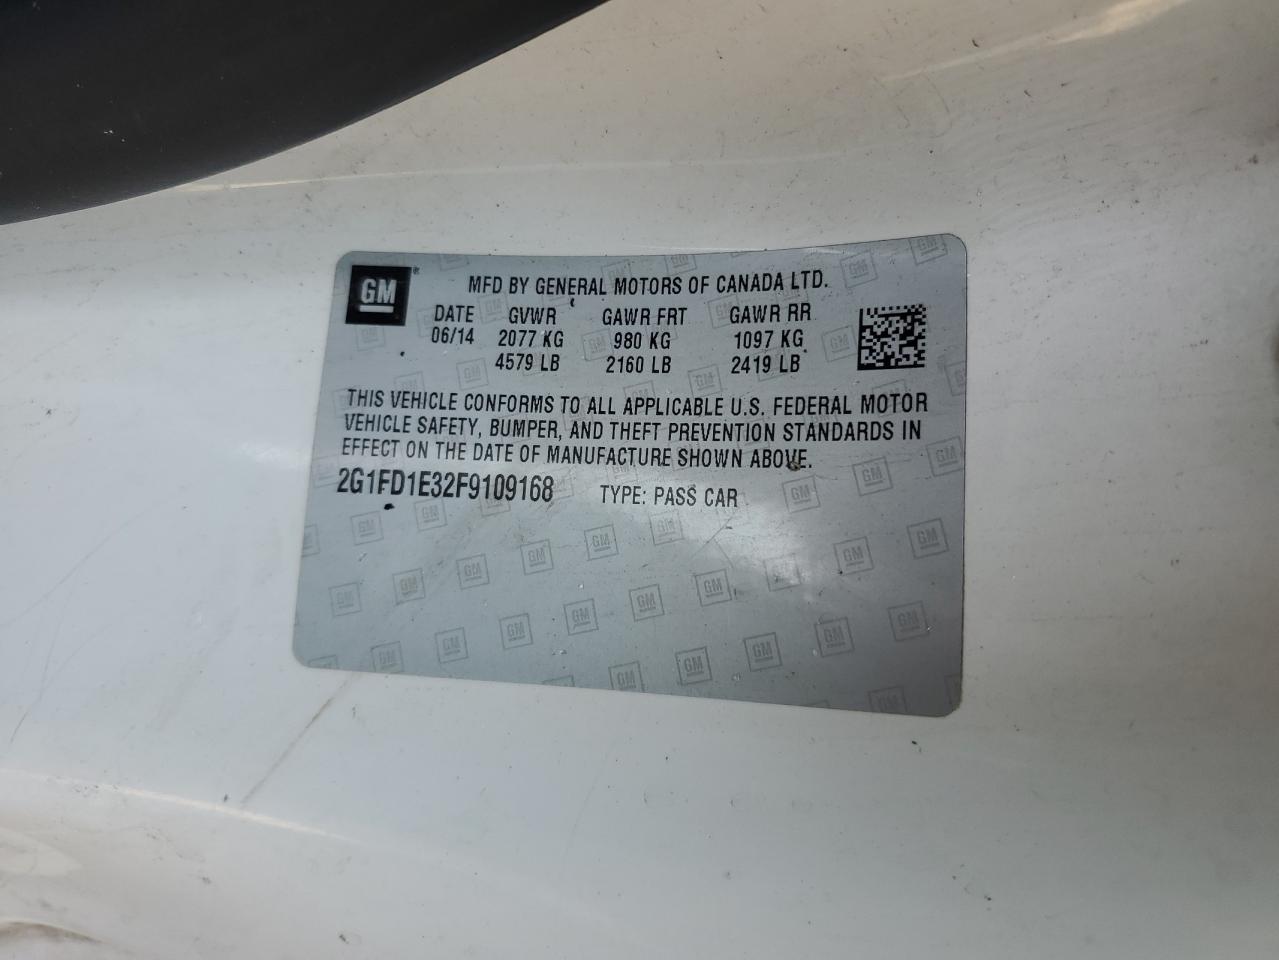 GM
MFD BY GENERAL MOTORS OF CANADA LTD.
DATE GVWR GAWR FRT GAWR RR
06/14 2077 KG 980 KG 1097 KG
4579 LB 2160 LB 2419 LB
THIS VEHICLE CONFORMS TO ALL APPLICABLE U.S. FEDERAL MOTOR
VEHICLE SAFETY, BUMPER, AND THEFT PREVENTION STANDARDS IN
EFFECT ON THE DATE OF MANUFACTURE SHOWN ABOVE.
2G1FD1E32F9109168 TYPE: PASS CAR